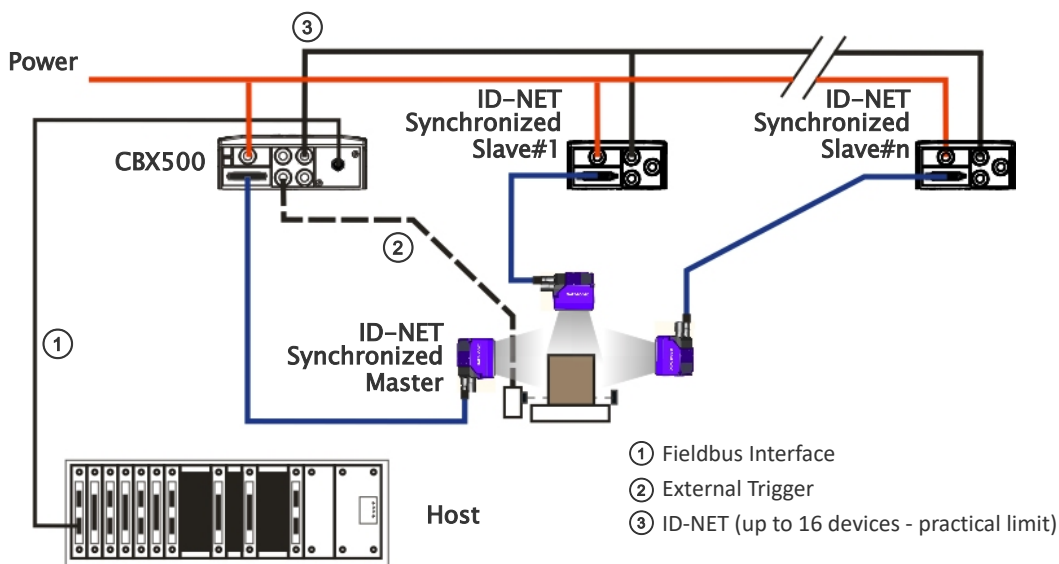 3
Power
ID-NET
Synchronized
Slave#1
ID-NET
Synchronized
Slave#n
CBX500
2
1
ID-NET
Synchronized
Master
Host
1 Fieldbus Interface
2 External Trigger
3 ID-NET (up to 16 devices - practical limit)